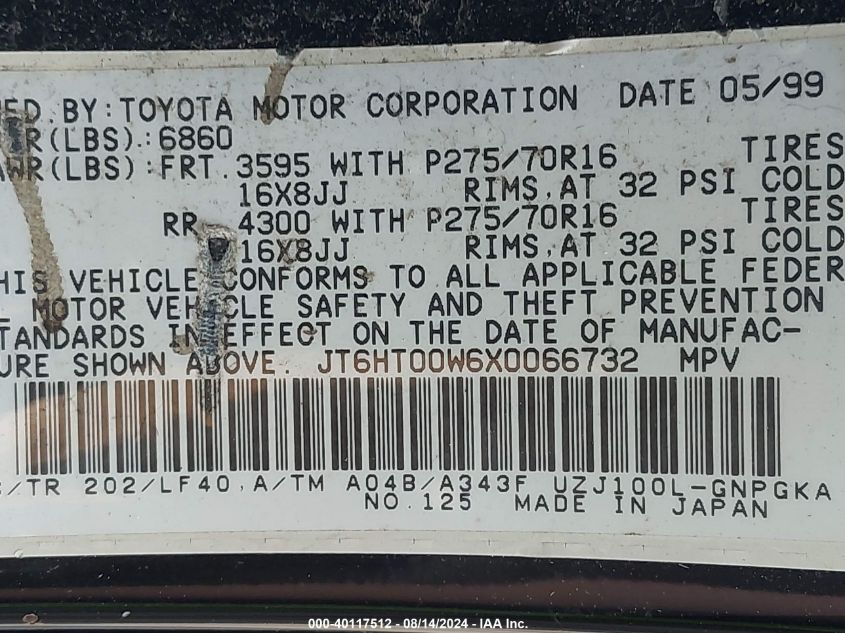 BY: TOYOTA MOTOR CORPORATION DATE 05/99
(LBS).: 6860
(LBS): FRT. 3595 WITH P275/70R16 TIRES
16X8JJ RIMS, AT 32 PSI COLD
RR. 4300 WITH P275/70R16 TIRES
16X8JJ RIMS, AT 32 PSI COLD
HIS VEHICLE CONFORMS TO ALL APPLICABLE FEDER
L MOTOR VEHICLE SAFETY AND THEFT PREVENTION
TANDARDS IN EFFECT ON THE DATE OF MANUFAC-
URE SHOWN ABOVE. JT6HT00W6X0066732 MPV
/TR 202/LF40, A/TM A04B/A343F UZJ100L-GNPGKA
NO.125 MADE IN JAPAN
000-40117512 - 08/14/2024 - IAA Inc.